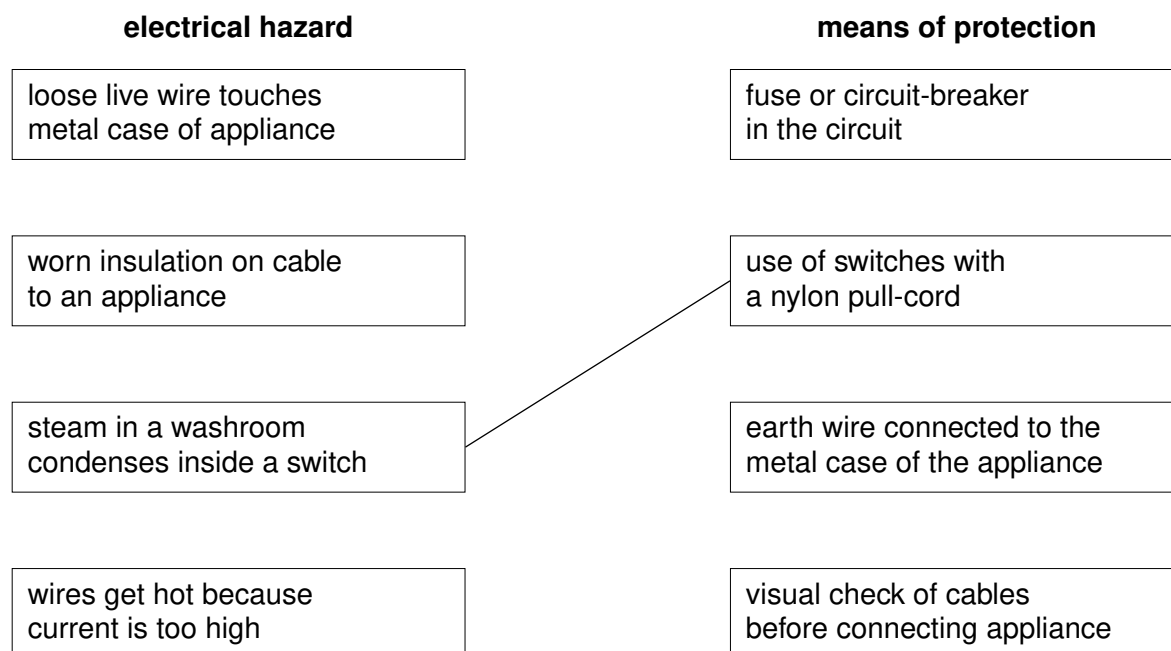 electrical hazard
means of protection
loose live wire touches
metal case of appliance
fuse or circuit-breaker
in the circuit
worn insulation on cable
to an appliance
use of switches with
a nylon pull-cord
steam in a washroom
condenses inside a switch
earth wire connected to the
metal case of the appliance
wires get hot because
current is too high
visual check of cables
before connecting appliance